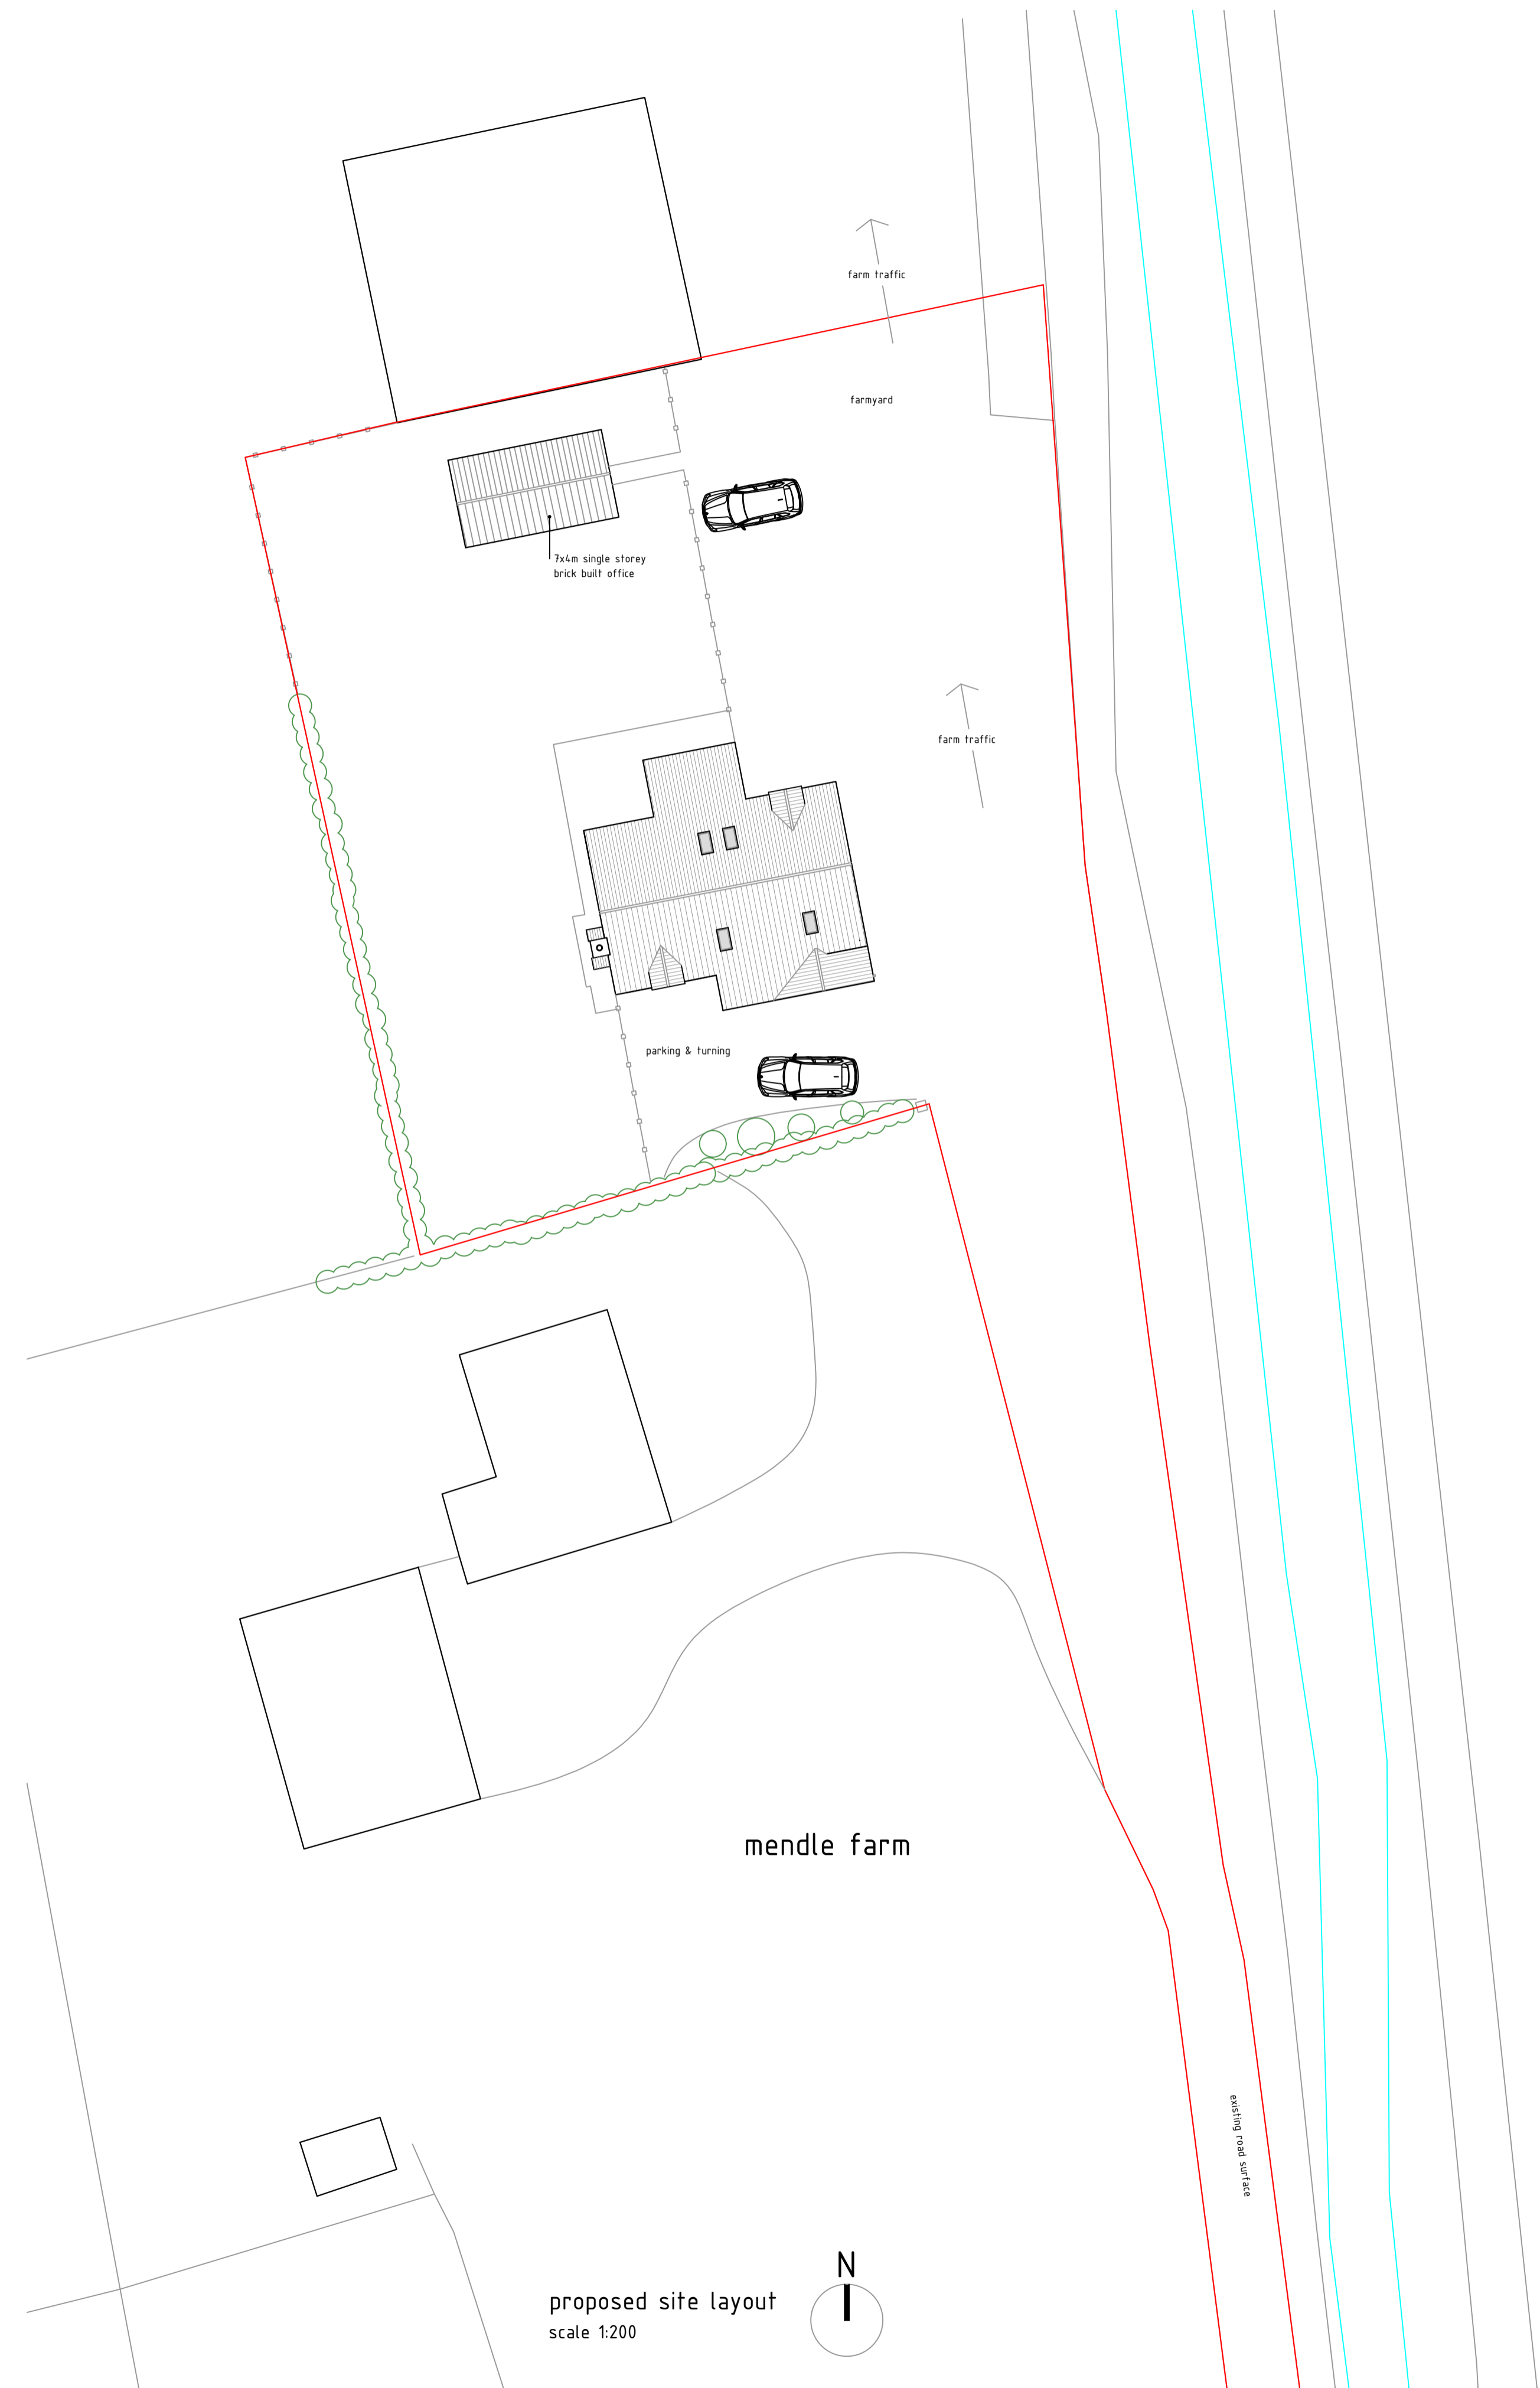 farm traffic
farmyard
7x4m single storey
brick built office
farm traffic
parking & turning
mendle farm
existing road surface
N
proposed site layout
scale 1:200